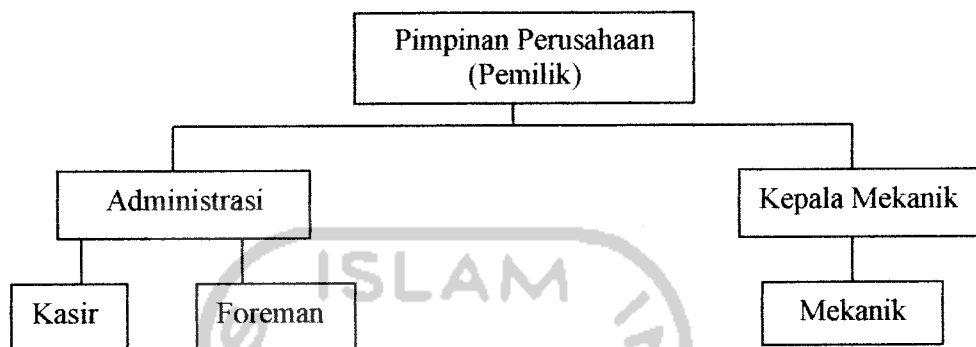 Pimpinan Perusahaan
(Pemilik)
Administrasi
Kepala Mekanik
ISLAM
Kasir
Foreman
Mekanik